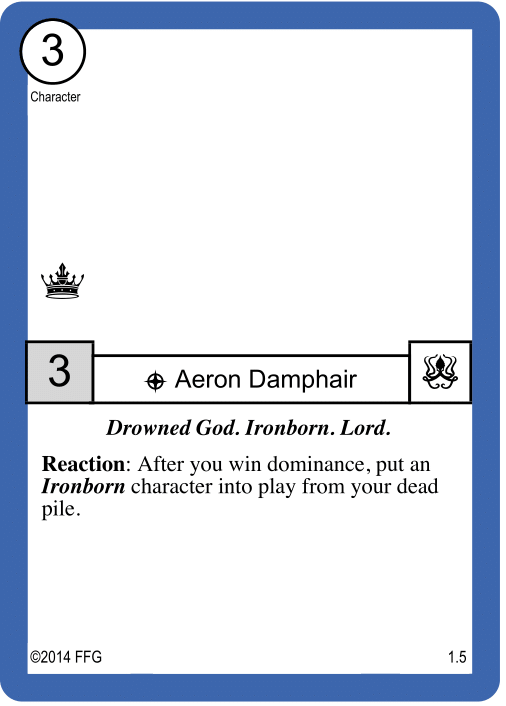 3
Character
3
Aeron Damphair
Drowned God. Ironborn. Lord.
Reaction: After you win dominance, put an
Ironborn character into play from your dead
pile.
©2014 FFG
1.5